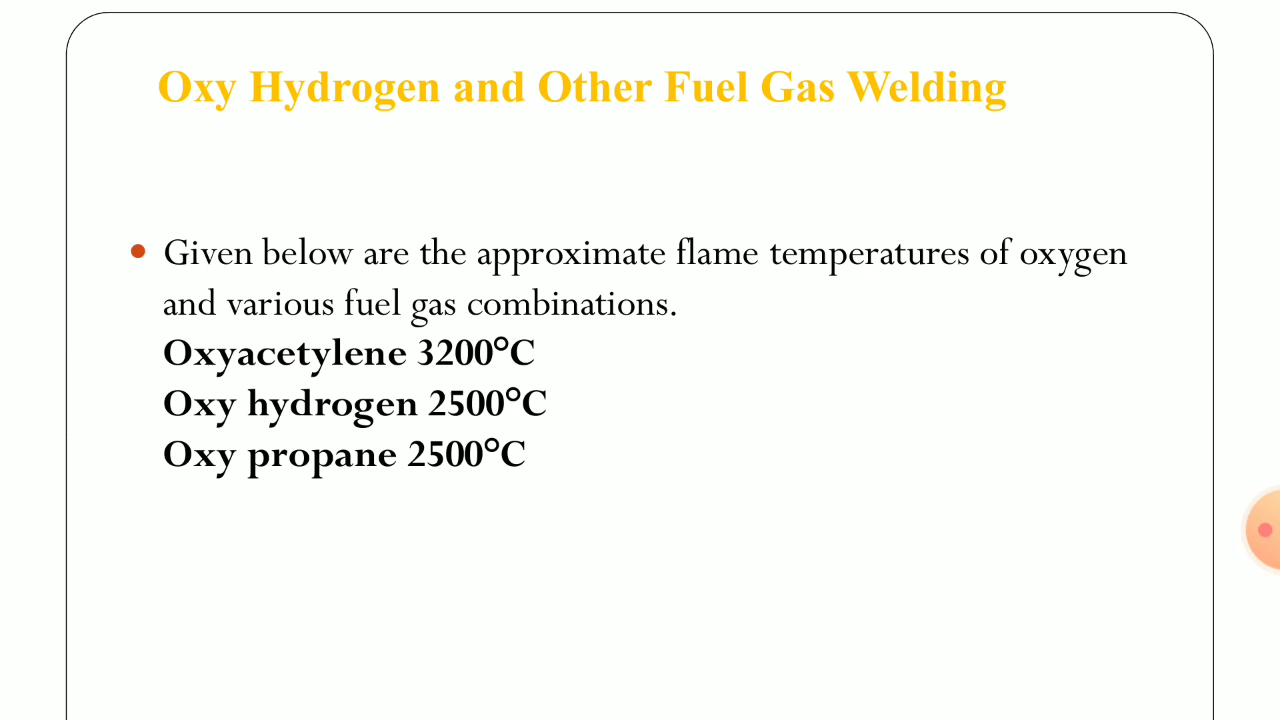 Oxy Hydrogen and Other Fuel Gas Welding
Given below are the approximate flame temperatures of oxygen
and various fuel gas combinations.
Oxyacetylene 3200°C
Oxy hydrogen 2500°C
Oxy propane 2500°C